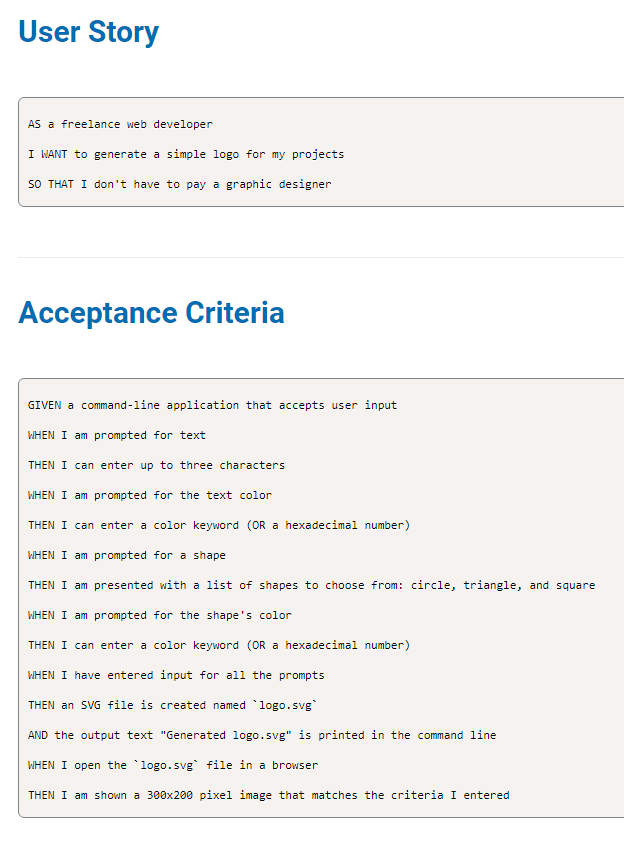 User Story
AS a freelance web developer
I WANT to generate a simple logo for my projects
SO THAT I don't have to pay a graphic designer
Acceptance Criteria
GIVEN a command-line application that accepts user input
WHEN I am prompted for text
THEN I can enter up to three characters
WHEN I am prompted for the text color
THEN I can enter a color keyword (OR a hexadecimal number)
WHEN I am prompted for a shape
THEN I am presented with a list of shapes to choose from: circle, triangle, and square
WHEN I am prompted for the shape's color
THEN I can enter a color keyword (OR a hexadecimal number)
WHEN I have entered input for all the prompts
THEN an SVG file is created named `logo.svg`
AND the output text "Generated logo.svg" is printed in the command line
WHEN I open the `logo.svg` file in a browser
THEN I am shown a 300x200 pixel image that matches the criteria I entered